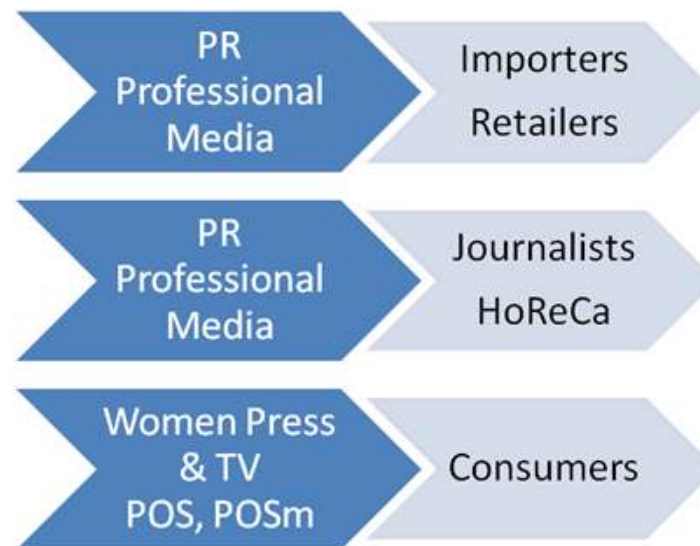 PR
Professional
Media
Importers
Retailers
PR
Professional
Media
Journalists
HoReCa
Women Press
& TV
POS, POSm
Consumers